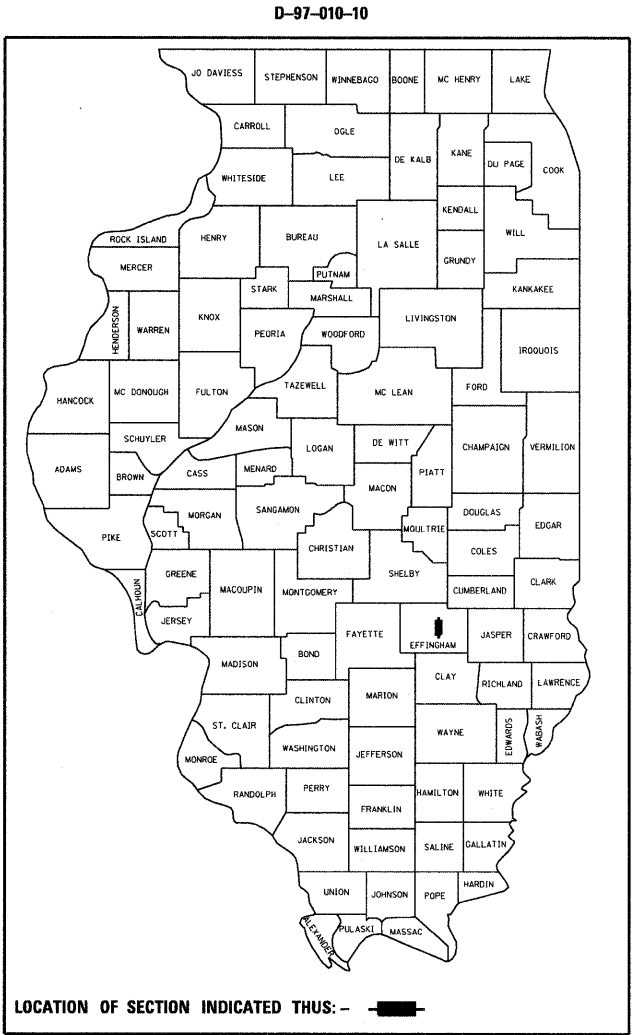 D-97-010-10
JO DAVIESS
STEPHENSON
WINNEBAGO
BOONE
MC HENRY
LAKE
CARROLL
OGLE
DE KALB
KANE
DU PAGE
COOK
WHITESIDE
LEE
KENDALL
ROCK ISLAND
HENRY
BUREAU
LA SALLE
WILL
MERCER
PUTNAM
GRUNDY
STARK
MARSHALL
KANKAKEE
HENDERSON
WARREN
KNOX
PEORIA
WOODFORD
LIVINGSTON
IROQUOIS
HANCOCK
MC DONOUGH
FULTON
TAZEWELL
MC LEAN
FORD
MASON
SCHUYLER
LOGAN
DE WITT
CHAMPAIGN
VERMILION
ADAMS
BROWN
CASS
MENARD
PIATT
MACON
PIKE
SCOTT
MORGAN
SANGAMON
DOUGLAS
EDGAR
MOULTRIE
CHRISTIAN
COLES
SHELBY
CALHOUN
GREENE
MACOUPIN
MONTGOMERY
CUMBERLAND
CLARK
JERSEY
FAYETTE
EFFINGHAM
JASPER
CRAWFORD
MADISON
BOND
CLAY
RICHLAND
LAWRENCE
CLINTON
MARION
ST. CLAIR
WAYNE
EDWARDS
WABASH
WASHINGTON
MONROE
JEFFERSON
RANDOLPH
PERRY
HAMILTON
WHITE
FRANKLIN
JACKSON
WILLIAMSON
SALINE
GALLATIN
UNION
JOHNSON
POPE
HARDIN
ALEXANDER
PULASKI
MASSAC
LOCATION OF SECTION INDICATED THUS: -